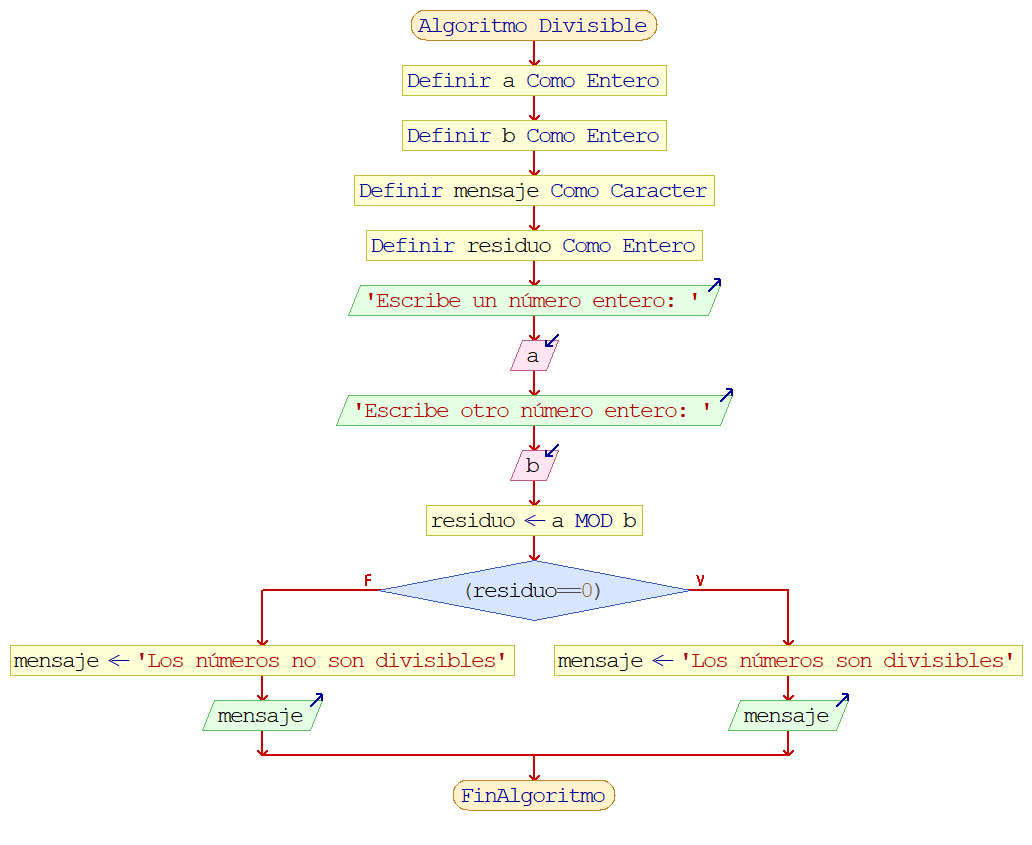 Algoritmo Divisible
Definir a Como Entero
Definir b Como Entero
Definir mensaje Como Caracter
Definir residuo Como Entero
'Escribe un número entero: '
a
'Escribe otro número entero: '
b
residuo ← a MOD b
F
(residuo==0)
V
mensaje ← 'Los números no son divisibles'
mensaje ← 'Los números son divisibles'
mensaje
mensaje
FinAlgoritmo